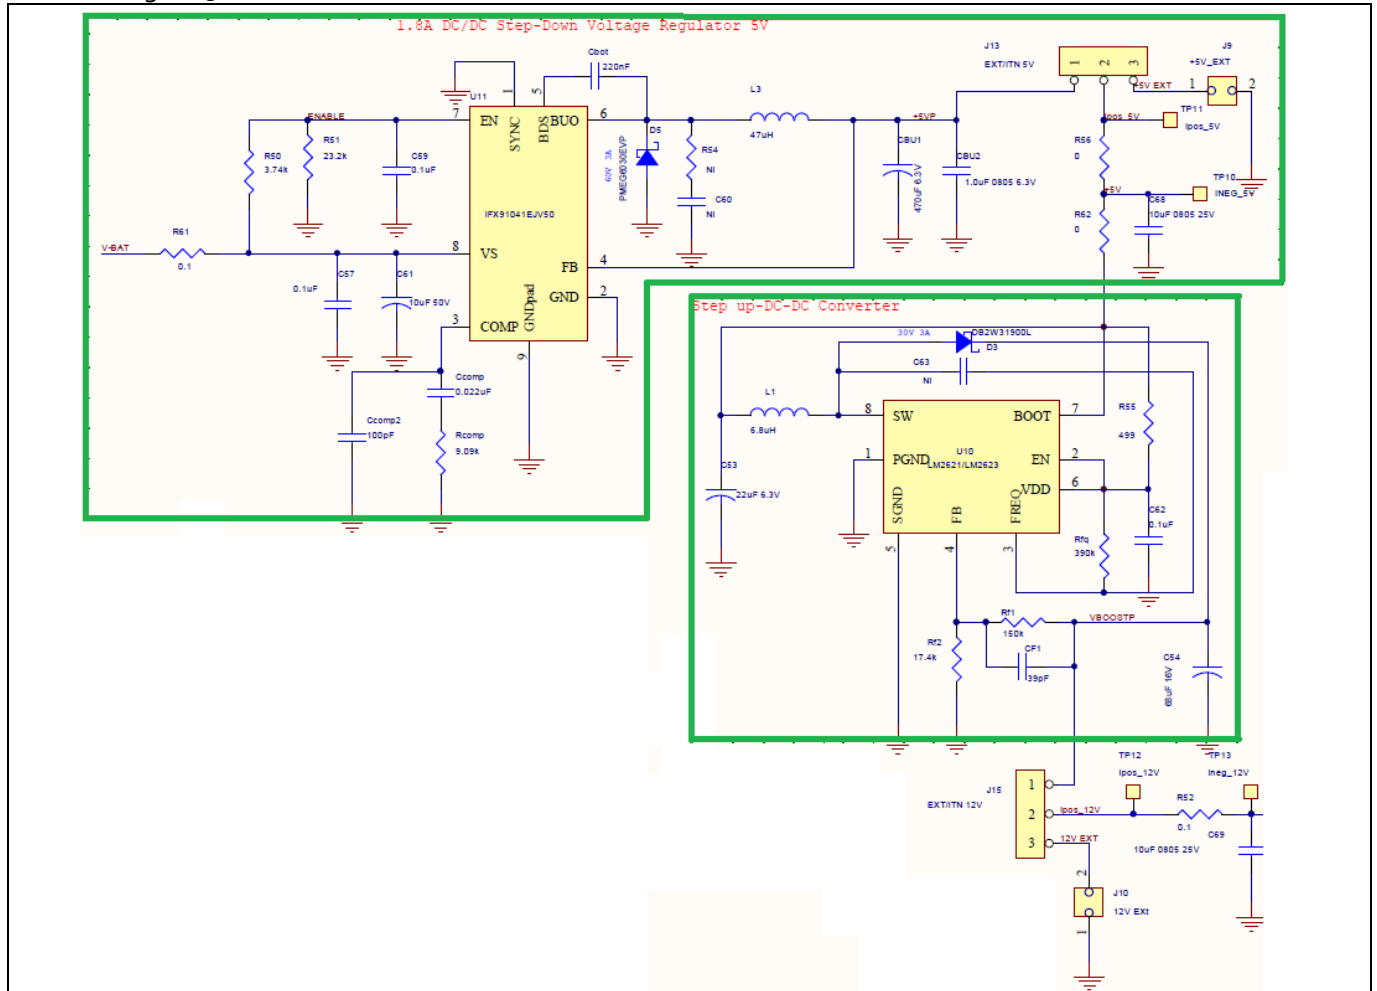 1.8A DC/DC Step-Down Voltage Regulator 5V
Cbot
220nF
J13
EXT/ITN 5V
1
2
3
J9
+5V_EXT
+5V EXT
1
2
U11
1
5
7
EN
SYNC
BDS
BUO
6
ENABLE
R50
3.74k
R51
23.2k
C59
0.1uF
D5
60V 3A
PMEG6030EVP
R54
NI
C60
NI
L3
47uH
+5VP
CBU1
470uF 6.3V
CBU2
1.0uF 0805 6.3V
Ipos_5V
TP11
Ipos_5V
R56
0
TP10
INEG_5V
+5V
C68
10uF 0805 25V
R62
0
IFX91041EJV50
V-BAT
R61
0.1
8
VS
FB
4
C57
0.1uF
C61
10uF 50V
GND
2
GNDpad
9
3
COMP
Ccomp
0.022uF
Ccomp2
100pF
Rcomp
9.09k
Step up-DC-DC Converter
30V 3A
DB2W31900L
D3
C63
NI
L1
6.8uH
8
SW
BOOT
7
R55
499
1
PGND
U10
LM2621/LM2623
EN
2
VDD
6
C53
22uF 6.3V
SGND
FB
FREQ
5
4
3
C62
0.1uF
Rfq
390k
Rf1
150k
VBOOSTP
Rf2
17.4k
CF1
39pF
C54
68uF 16V
TP12
Ipos_12V
TP13
Ineg_12V
J15
EXT/ITN 12V
1
2
3
Ipos_12V
12V EXT
R52
0.1
C69
10uF 0805 25V
2
J10
12V EXt
1